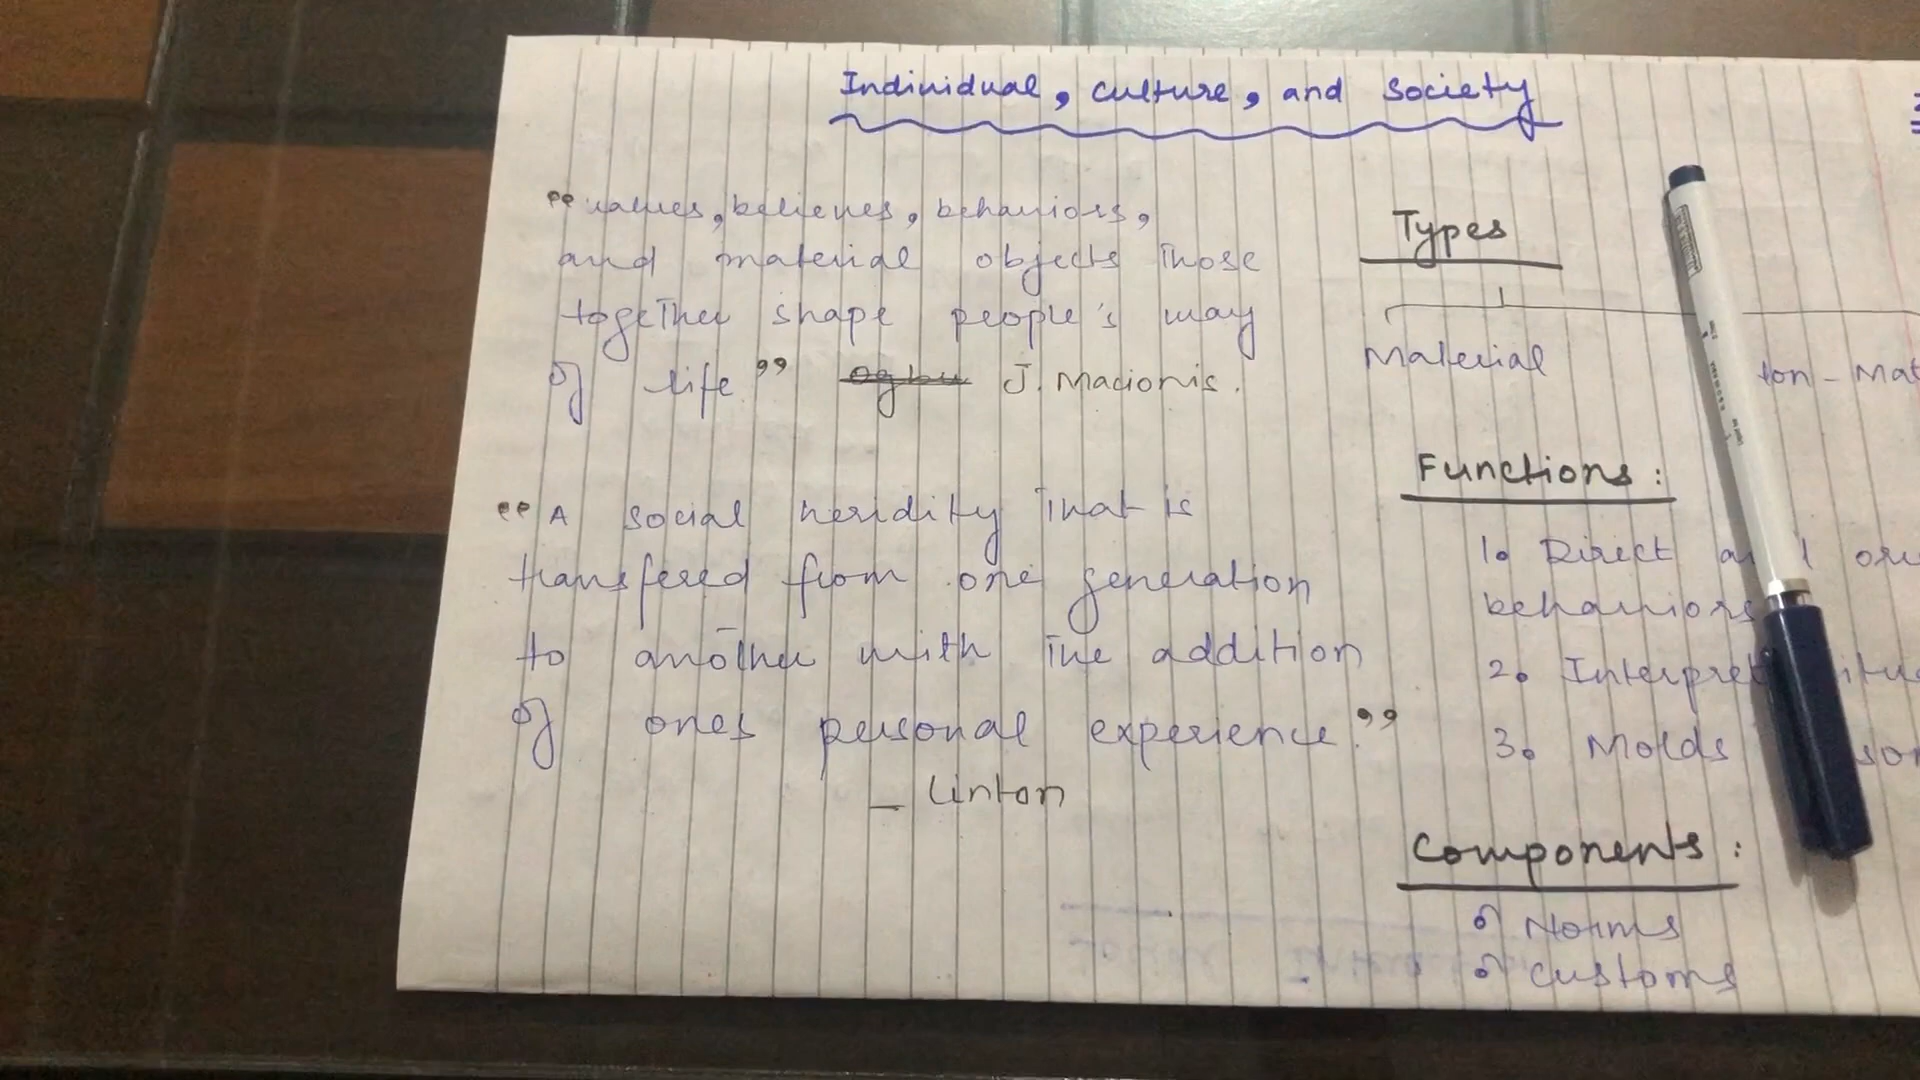 Individual, culture, and society
"values, believes, behaviors,
and material objects those
together shape people's way
of life" ogbu J. Macionis.
"A social heridity that is
transfered from one generation
to another with the addition
of ones personal experience."
- Linton
Types
Material
ton-Mat
Functions:
1. Direct
behaviors
2. Interpret
3. Molds
Components:
Norms
customs